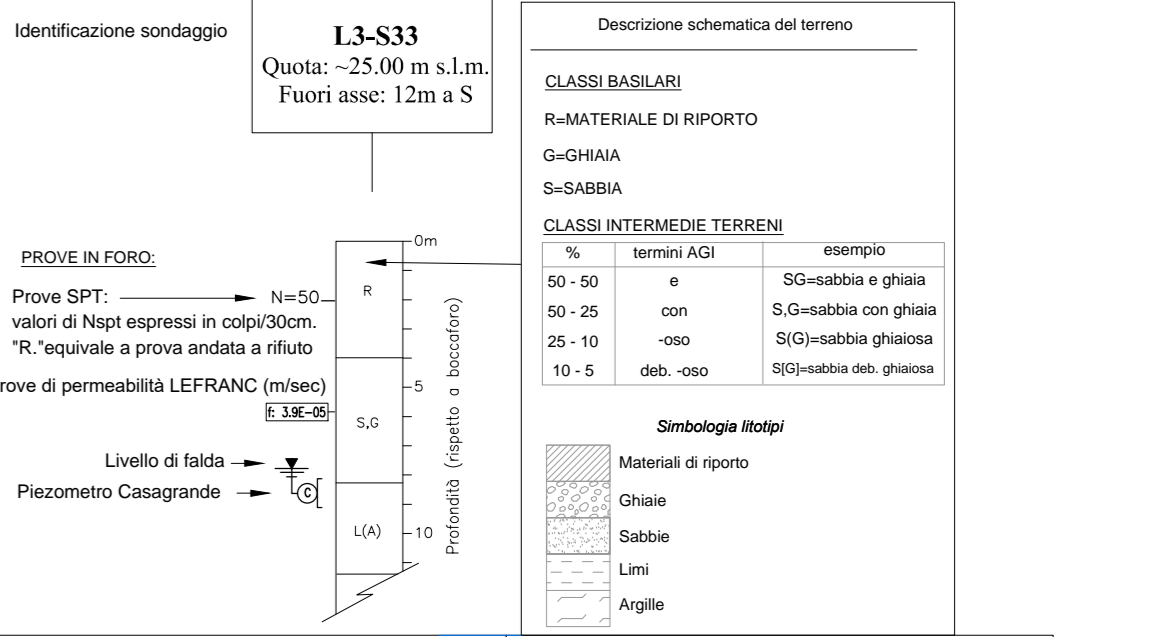 Identificazione sondaggio
L3-S33
Quota: ~25.00 m s.l.m.
Fuori asse: 12m a S
PROVE IN FORO:
Prove SPT:
N=50
valori di Nspt espressi in colpi/30cm.
"R."equivale a prova andata a rifiuto
rove di permeabilità LEFRANC (m/sec)
f: 3.9E-05
Livello di falda
Piezometro Casagrande
C
R
S,G
L(A)
0m
5
10
Profondità (rispetto a boccaforo)
Descrizione schematica del terreno
CLASSI BASILARI
R=MATERIALE DI RIPORTO
G=GHIAIA
S=SABBIA
CLASSI INTERMEDIE TERRENI
% termini AGI esempio
50 - 50 e SG=sabbia e ghiaia
50 - 25 con S,G=sabbia con ghiaia
25 - 10 -oso S(G)=sabbia ghiaiosa
10 - 5 deb. -oso S[G]=sabbia deb. ghiaiosa
Simbologia litotipi
Materiali di riporto
Ghiaie
Sabbie
Limi
Argille